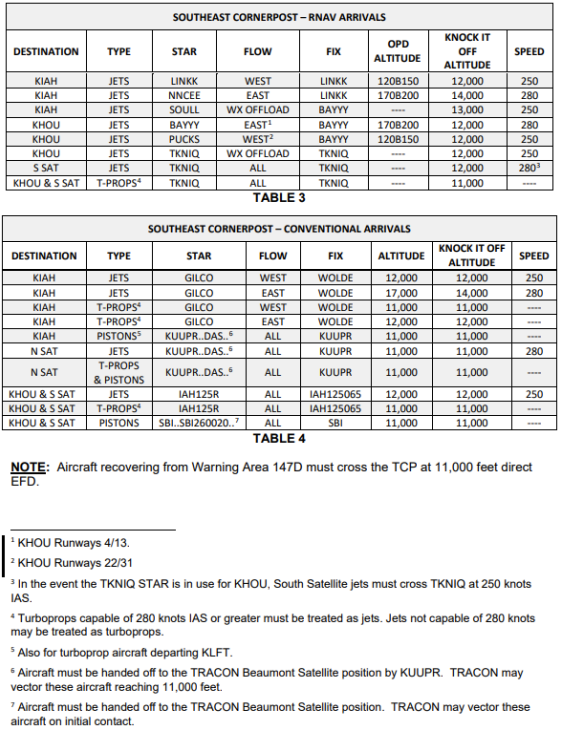 SOUTHEAST CORNERPOST – RNAV ARRIVALS
DESTINATION TYPE STAR FLOW FIX OPD ALTITUDE KNOCK IT OFF ALTITUDE SPEED
KIAH JETS LINKK WEST LINKK 120B150 12,000 250
KIAH JETS NNCEE EAST LINKK 170B200 14,000 280
KIAH JETS SOULL WX OFFLOAD BAYYY ---- 13,000 250
KHOU JETS BAYYY EAST¹ BAYYY 170B200 12,000 280
KHOU JETS PUCKS WEST² BAYYY 120B150 12,000 250
KHOU JETS TKNIQ WX OFFLOAD TKNIQ ---- 12,000 250
S SAT JETS TKNIQ ALL TKNIQ ---- 12,000 280³
KHOU & S SAT T-PROPS⁴ TKNIQ ALL TKNIQ ---- 11,000 ----
TABLE 3
SOUTHEAST CORNERPOST – CONVENTIONAL ARRIVALS
DESTINATION TYPE STAR FLOW FIX ALTITUDE KNOCK IT OFF ALTITUDE SPEED
KIAH JETS GILCO WEST WOLDE 12,000 12,000 250
KIAH JETS GILCO EAST WOLDE 17,000 14,000 280
KIAH T-PROPS⁴ GILCO WEST WOLDE 11,000 11,000 ----
KIAH T-PROPS⁴ GILCO EAST WOLDE 12,000 12,000 ----
KIAH PISTONS⁵ KUUPR..DAS..⁶ ALL KUUPR 11,000 11,000 ----
N SAT JETS KUUPR..DAS..⁶ ALL KUUPR 11,000 11,000 280
N SAT T-PROPS & PISTONS KUUPR..DAS..⁶ ALL KUUPR 11,000 11,000 ----
KHOU & S SAT JETS IAH125R ALL IAH125065 12,000 12,000 250
KHOU & S SAT T-PROPS⁴ IAH125R ALL IAH125065 11,000 11,000 ----
KHOU & S SAT PISTONS SBI..SBI260020..⁷ ALL SBI 11,000 11,000 ----
TABLE 4
NOTE: Aircraft recovering from Warning Area 147D must cross the TCP at 11,000 feet direct
EFD.
¹ KHOU Runways 4/13.
² KHOU Runways 22/31
³ In the event the TKNIQ STAR is in use for KHOU, South Satellite jets must cross TKNIQ at 250 knots
IAS.
⁴ Turboprops capable of 280 knots IAS or greater must be treated as jets. Jets not capable of 280 knots
may be treated as turboprops.
⁵ Also for turboprop aircraft departing KLFT.
⁶ Aircraft must be handed off to the TRACON Beaumont Satellite position by KUUPR. TRACON may
vector these aircraft reaching 11,000 feet.
⁷ Aircraft must be handed off to the TRACON Beaumont Satellite position. TRACON may vector these
aircraft on initial contact.